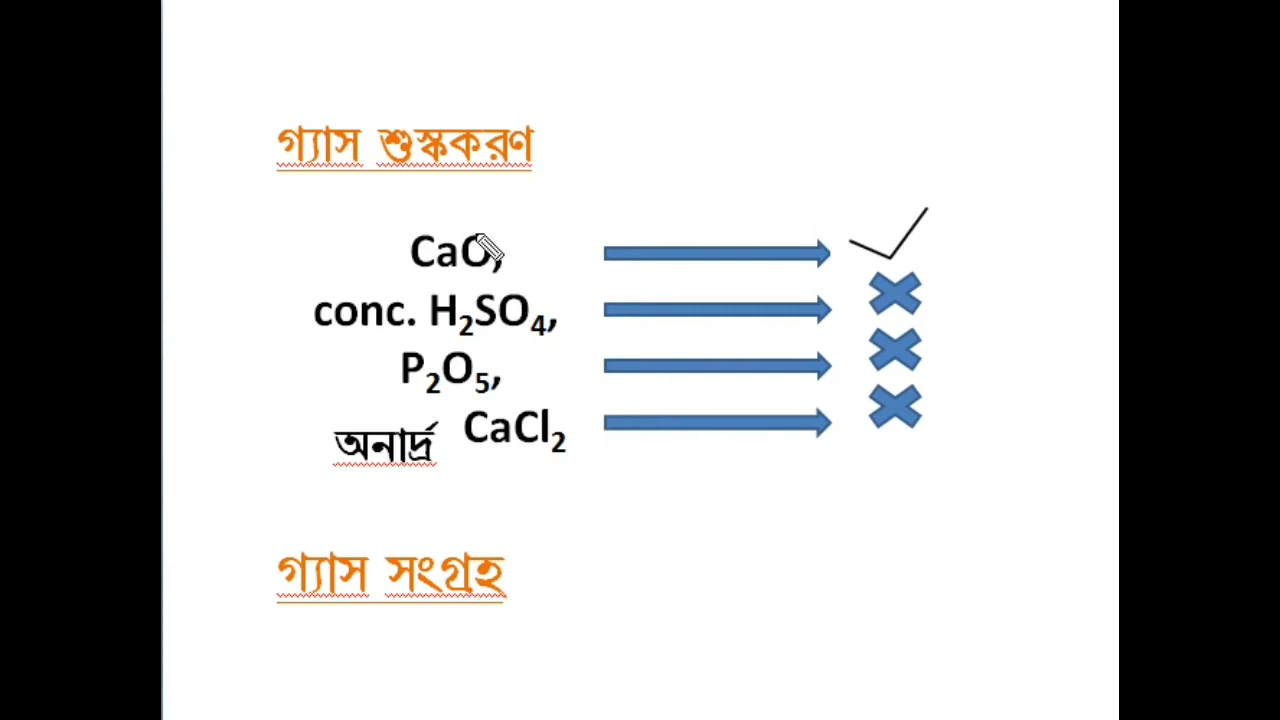 গ্যাস শুস্ককরণ
CaO,
conc. H₂SO₄,
P₂O₅,
অনার্দ্র CaCl₂
গ্যাস সংগ্রহ